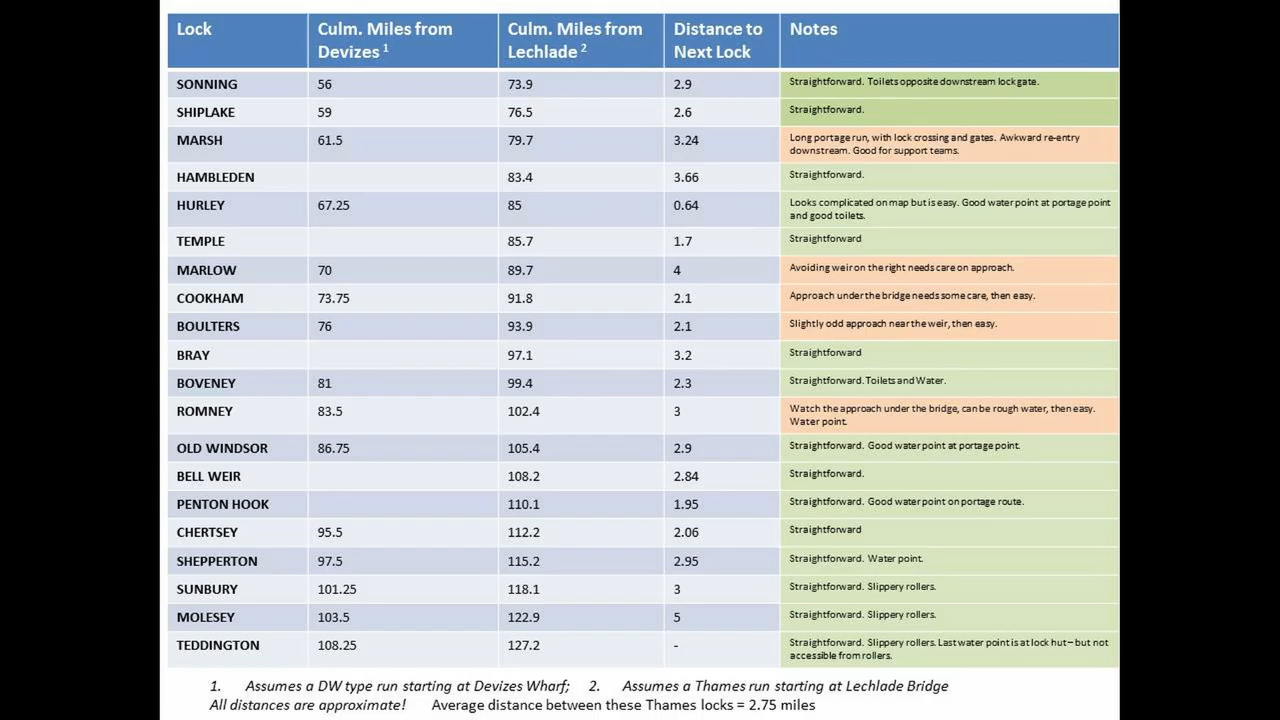 Lock Culm. Miles from Devizes 1 Culm. Miles from Lechlade 2 Distance to Next Lock Notes
SONNING 56 73.9 2.9 Straightforward. Toilets opposite downstream lock gate.
SHIPLAKE 59 76.5 2.6 Straightforward.
MARSH 61.5 79.7 3.24 Long portage run, with lock crossing and gates. Awkward re-entry
downstream. Good for support teams.
HAMBLEDEN 83.4 3.66 Straightforward.
HURLEY 67.25 85 0.64 Looks complicated on map but is easy. Good water point at portage point
and good toilets.
TEMPLE 85.7 1.7 Straightforward
MARLOW 70 89.7 4 Avoiding weir on the right needs care on approach.
COOKHAM 73.75 91.8 2.1 Approach under the bridge needs some care, then easy.
BOULTERS 76 93.9 2.1 Slightly odd approach near the weir, then easy.
BRAY 97.1 3.2 Straightforward
BOVENEY 81 99.4 2.3 Straightforward. Toilets and Water.
ROMNEY 83.5 102.4 3 Watch the approach under the bridge, can be rough water, then easy.
Water point.
OLD WINDSOR 86.75 105.4 2.9 Straightforward. Good water point at portage point.
BELL WEIR 108.2 2.84 Straightforward.
PENTON HOOK 110.1 1.95 Straightforward. Good water point on portage route.
CHERTSEY 95.5 112.2 2.06 Straightforward
SHEPPERTON 97.5 115.2 2.95 Straightforward. Water point.
SUNBURY 101.25 118.1 3 Straightforward. Slippery rollers.
MOLESEY 103.5 122.9 5 Straightforward. Slippery rollers.
TEDDINGTON 108.25 127.2 - Straightforward. Slippery rollers. Last water point is at lock hut – but not
accessible from rollers.
1. Assumes a DW type run starting at Devizes Wharf; 2. Assumes a Thames run starting at Lechlade Bridge
All distances are approximate! Average distance between these Thames locks = 2.75 miles